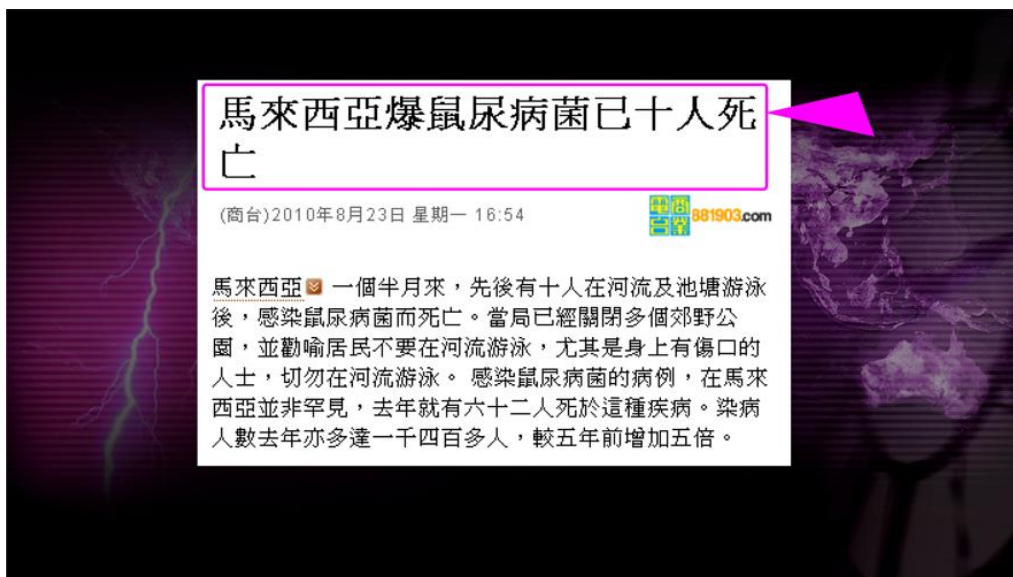 馬來西亞爆鼠尿病菌已十人死
亡
(商台)2010年8月23日 星期一 16:54
商業電台 881903.com
馬來西亞 一個半月來，先後有十人在河流及池塘游泳
後，感染鼠尿病菌而死亡。當局已經關閉多個郊野公
園，並勸喻居民不要在河流游泳，尤其是身上有傷口的
人士，切勿在河流游泳。 感染鼠尿病菌的病例，在馬來
西亞並非罕見，去年就有六十二人死於這種疾病。染病
人數去年亦多達一千四百多人，較五年前增加五倍。